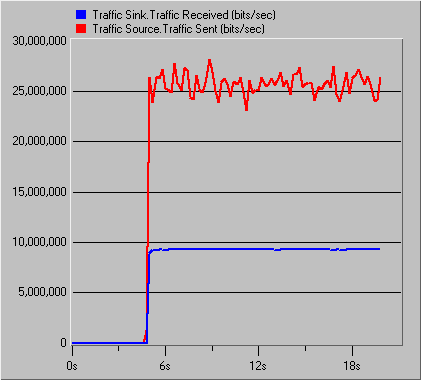 Traffic Sink.Traffic Received (bits/sec)
Traffic Source.Traffic Sent (bits/sec)
30,000,000
25,000,000
20,000,000
15,000,000
10,000,000
5,000,000
0
0s 6s 12s 18s